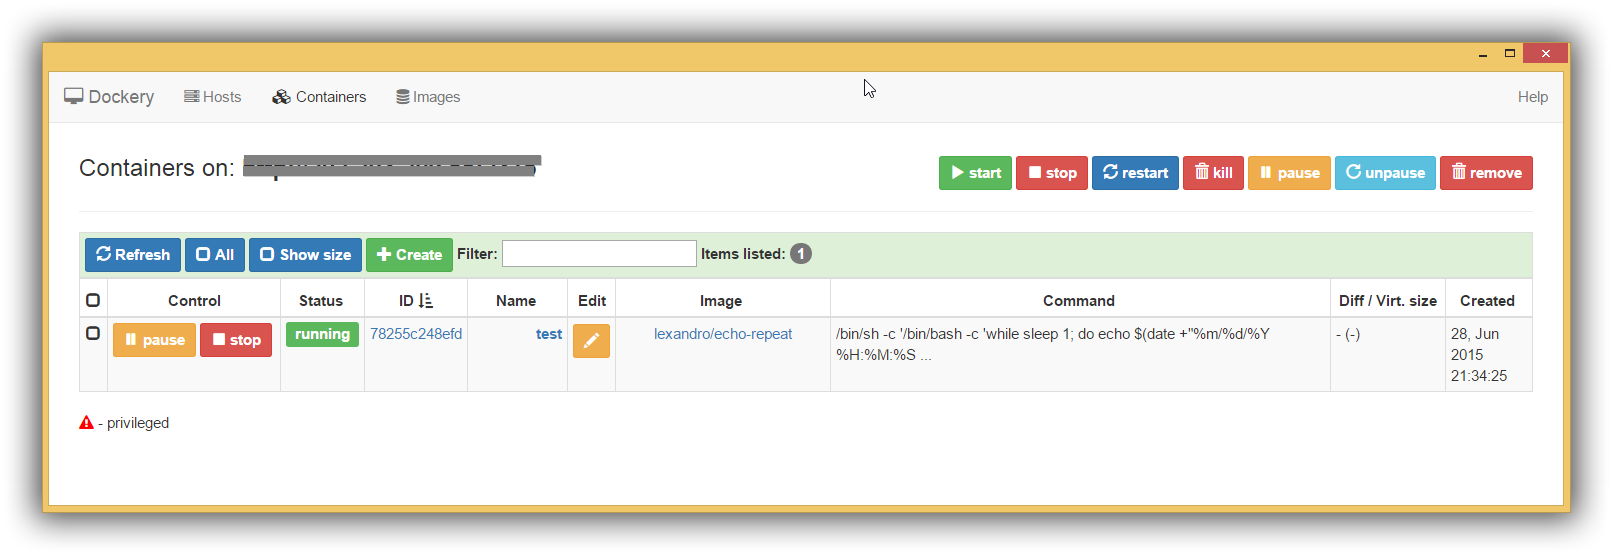 Dockery Hosts Containers Images Help
Containers on:
start stop restart kill pause unpause remove
Refresh All Show size Create Filter: Items listed: 1
Control Status ID Name Edit Image Command Diff / Virt. size Created
pause stop running 78255c248efd test lexandro/echo-repeat /bin/sh -c '/bin/bash -c 'while sleep 1; do echo $(date +"%m/%d/%Y - (-) 28, Jun
%H:%M:%S ... 2015
21:34:25
- privileged